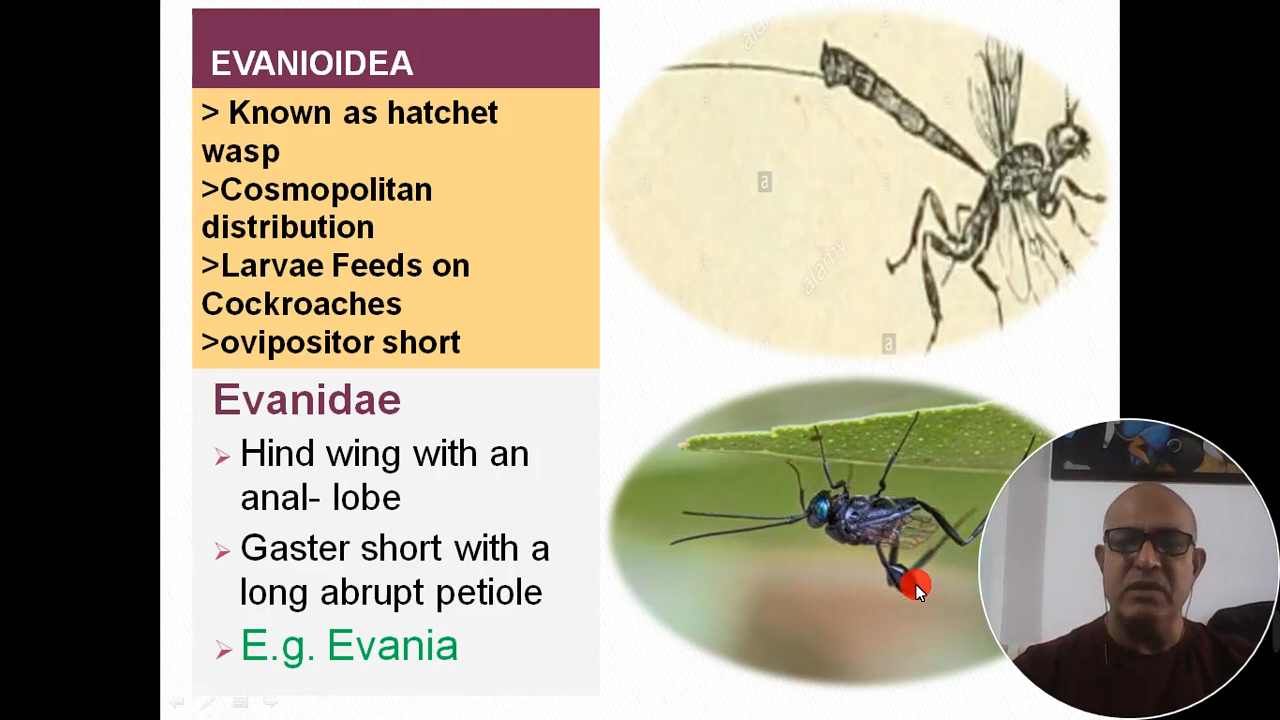 EVANIOIDEA
> Known as hatchet
wasp
>Cosmopolitan
distribution
>Larvae Feeds on
Cockroaches
>ovipositor short
Evanidae
Hind wing with an
anal- lobe
Gaster short with a
long abrupt petiole
E.g. Evania
alamy
a
a